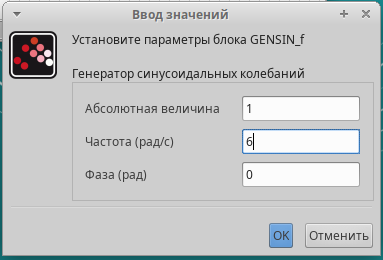 Ввод значений
Установите параметры блока GENSIN_f
Генератор синусоидальных колебаний
Абсолютная величина 1
Частота (рад/с) 6
Фаза (рад) 0
OK Отменить